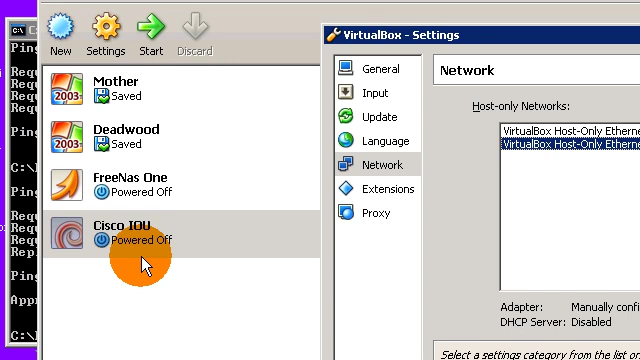 C:\
Ping
Requ
Requ
Requ
Requ
Ping
C:\
Ping
Requ
Requ
Requ
Repl
Ping
Appr
C:\
New
Settings
Start
Discard
Mother
2003
Saved
Deadwood
2003
Saved
FreeNas One
Powered Off
Cisco IOU
Powered Off
VirtualBox - Settings
General
Input
Update
Language
Network
Extensions
Proxy
Network
Host-only Networks:
VirtualBox Host-Only Etherne
VirtualBox Host-Only Etherne
Adapter: Manually confi
DHCP Server: Disabled
Select a settings category from the list on